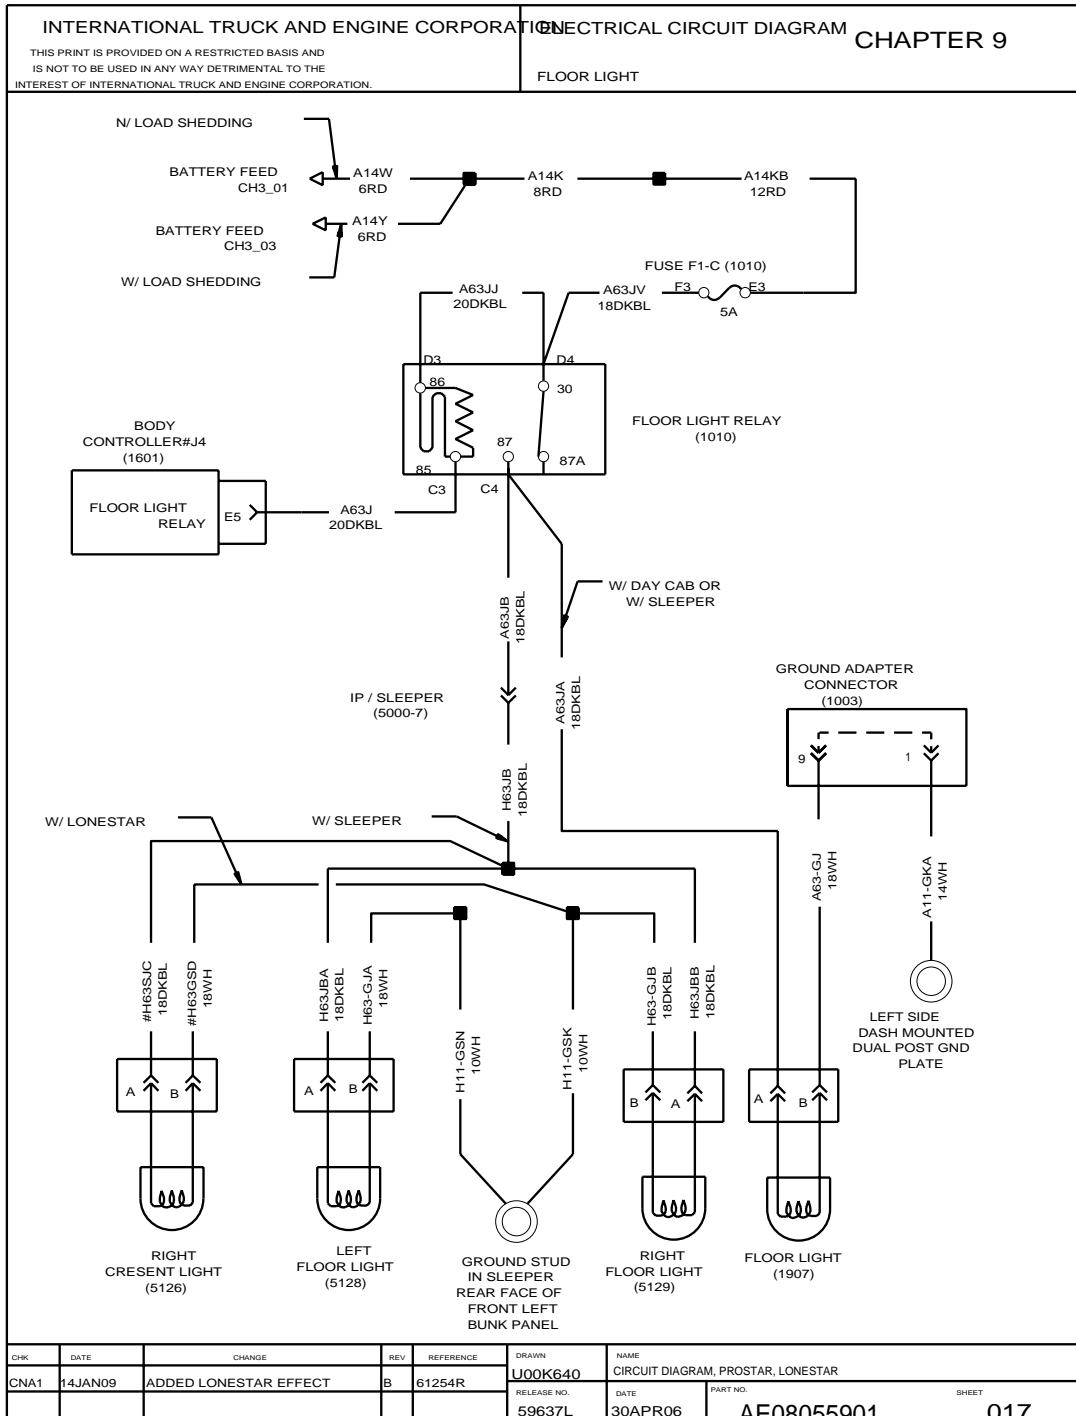 INTERNATIONAL TRUCK AND ENGINE CORPORATION
ELECTRICAL CIRCUIT DIAGRAM
CHAPTER 9
THIS PRINT IS PROVIDED ON A RESTRICTED BASIS AND
IS NOT TO BE USED IN ANY WAY DETRIMENTAL TO THE
INTEREST OF INTERNATIONAL TRUCK AND ENGINE CORPORATION.
FLOOR LIGHT
N/ LOAD SHEDDING
BATTERY FEED
CH3_01
A14W
6RD
A14K
8RD
A14KB
12RD
BATTERY FEED
CH3_03
A14Y
6RD
W/ LOAD SHEDDING
FUSE F1-C (1010)
F3
E3
5A
A63JJ
20DKBL
A63JV
18DKBL
D3
D4
86
30
87
85
87A
C3
C4
FLOOR LIGHT RELAY
(1010)
BODY
CONTROLLER#J4
(1601)
FLOOR LIGHT
RELAY
E5
A63J
20DKBL
A63JB
18DKBL
W/ DAY CAB OR
W/ SLEEPER
IP / SLEEPER
(5000-7)
A63JA
18DKBL
GROUND ADAPTER
CONNECTOR
(1003)
9
1
H63JB
18DKBL
W/ LONESTAR
W/ SLEEPER
A63-GJ
18WH
A11-GKA
14WH
#H63SJC
18DKBL
#H63GSD
18WH
H63JBA
18DKBL
H63-GJA
18WH
H11-GSN
10WH
H11-GSK
10WH
H63-GJB
18DKBL
H63JBB
18DKBL
LEFT SIDE
DASH MOUNTED
DUAL POST GND
PLATE
A
B
A
B
B
A
A
B
RIGHT
CRESENT LIGHT
(5126)
LEFT
FLOOR LIGHT
(5128)
GROUND STUD
IN SLEEPER
REAR FACE OF
FRONT LEFT
BUNK PANEL
RIGHT
FLOOR LIGHT
(5129)
FLOOR LIGHT
(1907)
CHK
DATE
CHANGE
REV
REFERENCE
DRAWN
NAME
CNA1
14JAN09
ADDED LONESTAR EFFECT
B
61254R
U00K640
CIRCUIT DIAGRAM, PROSTAR, LONESTAR
RELEASE NO.
DATE
PART NO.
SHEET
59637L
30APR06
AE08055901
017